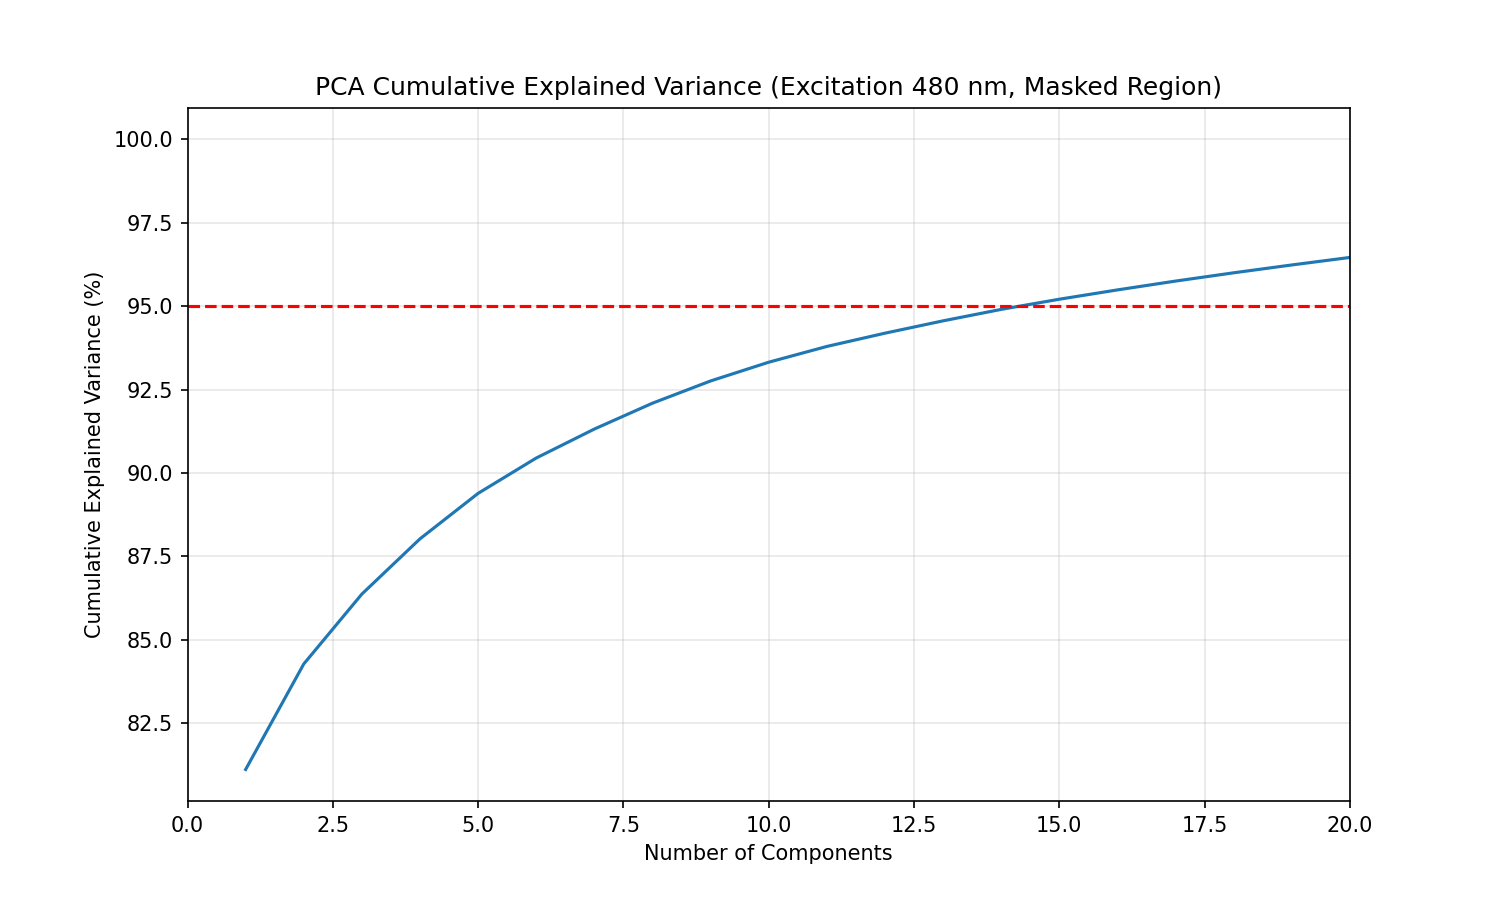 PCA Cumulative Explained Variance (Excitation 480 nm, Masked Region)
100.0
97.5
95.0
92.5
90.0
87.5
85.0
82.5
Cumulative Explained Variance (%)
0.0 2.5 5.0 7.5 10.0 12.5 15.0 17.5 20.0
Number of Components